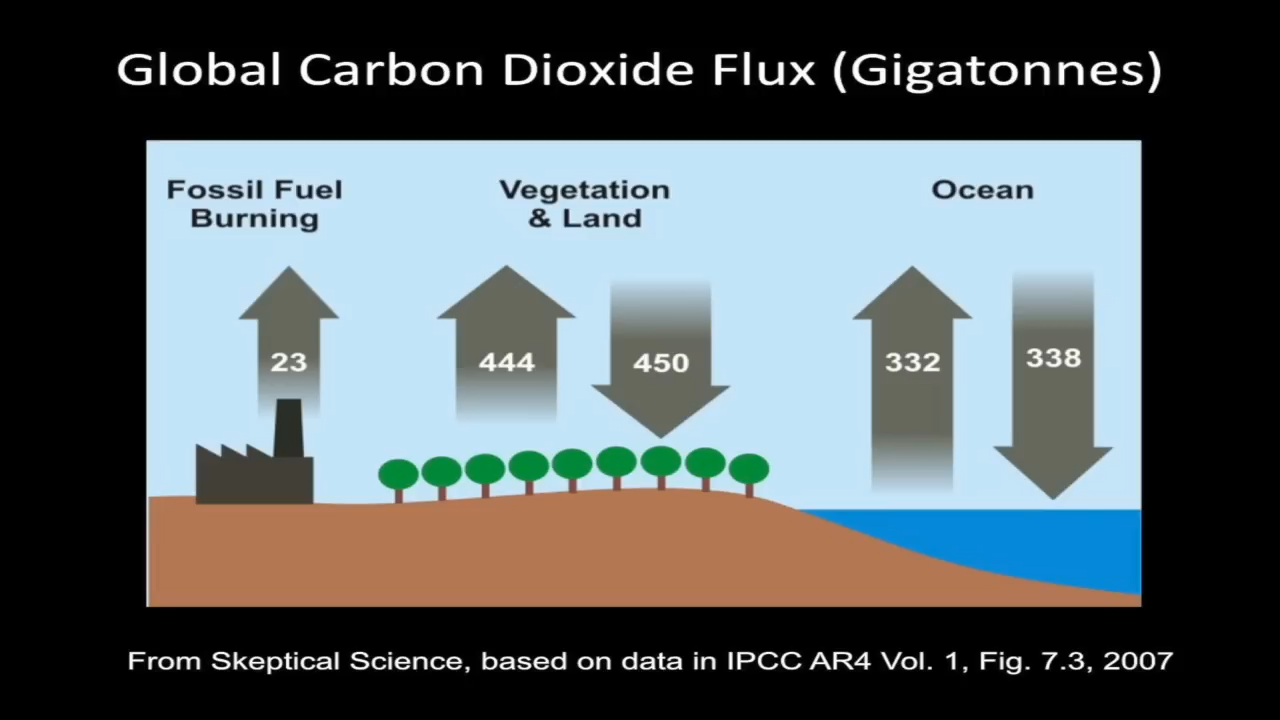 Global Carbon Dioxide Flux (Gigatonnes)
Fossil Fuel
Burning
Vegetation
& Land
Ocean
23
444
450
332
338
From Skeptical Science, based on data in IPCC AR4 Vol. 1, Fig. 7.3, 2007